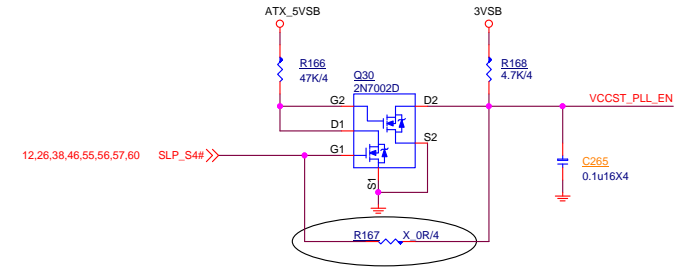 ATX_5VSB 3VSB
R166 Q30 R168
47K/4 2N7002D 4.7K/4
G2 D2 VCCST_PLL_EN
D1
S2
12,26,38,46,55,56,57,60 SLP_S4# G1
C265
S1 0.1u16X4
R167 X_0R/4